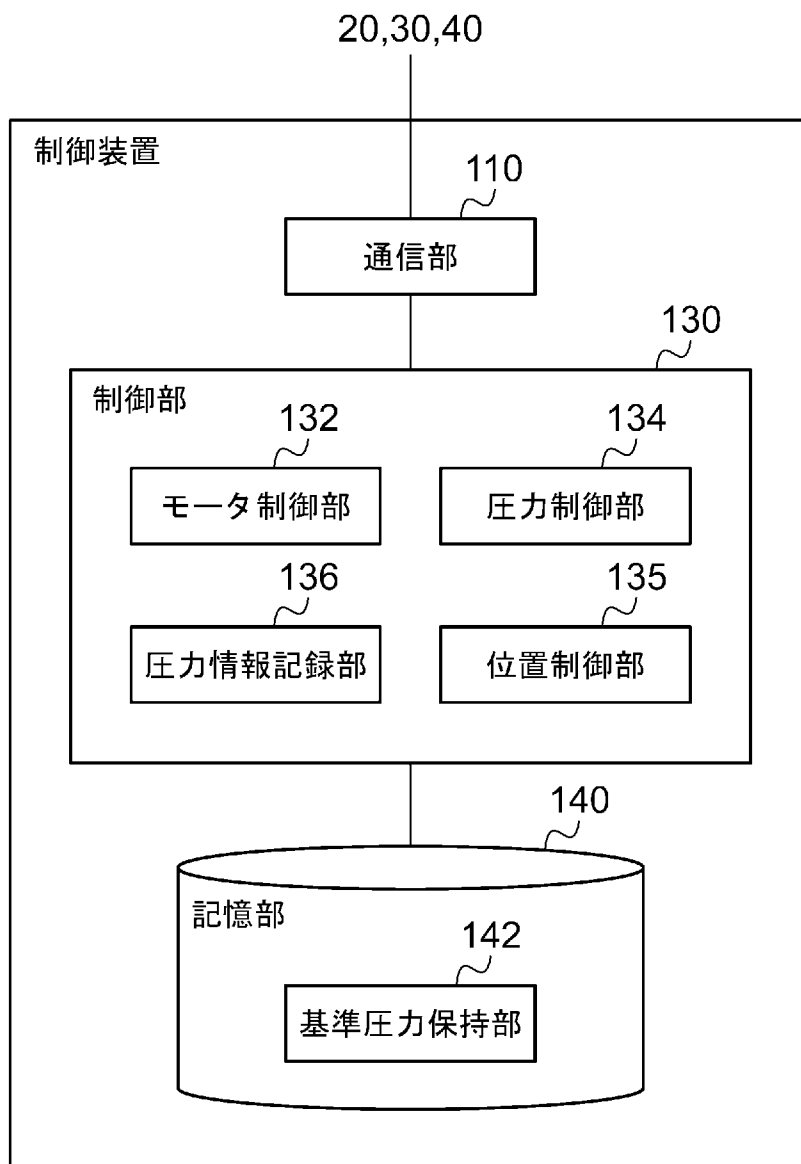 20,30,40
制御装置
110
通信部
130
制御部
132
134
モータ制御部
圧力制御部
136
135
圧力情報記録部
位置制御部
140
記憶部
142
基準圧力保持部